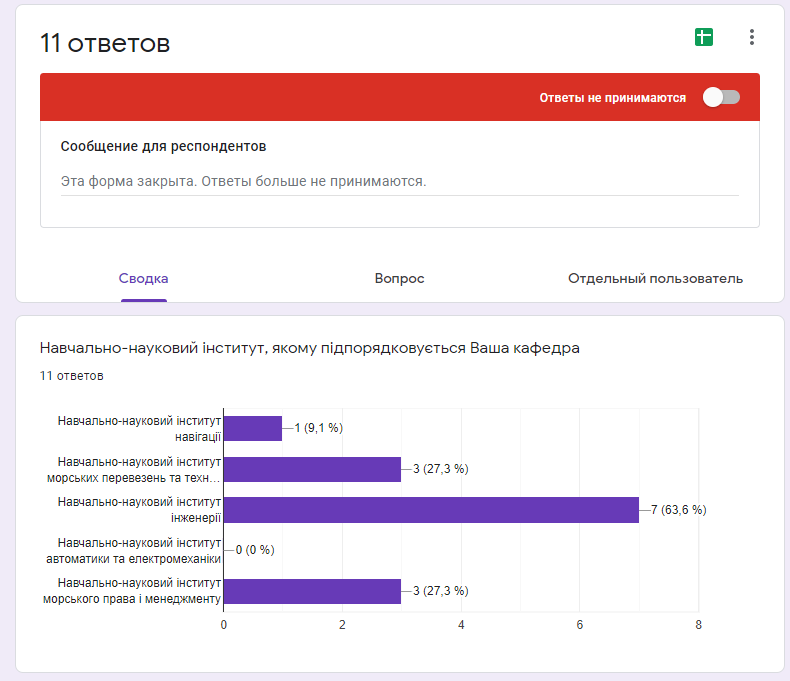 11 ответов
Ответы не принимаются
Сообщение для респондентов
Эта форма закрыта. Ответы больше не принимаются.
Сводка
Вопрос
Отдельный пользователь
Навчально-науковий інститут, якому підпорядковується Ваша кафедра
11 ответов
Навчально-науковий інститут
навігації
1 (9,1 %)
Навчально-науковий інститут
морських перевезень та техн…
3 (27,3 %)
Навчально-науковий інститут
інженерії
7 (63,6 %)
Навчально-науковий інститут
автоматики та електромеханіки
0 (0 %)
Навчально-науковий інститут
морського права і менеджменту
3 (27,3 %)
0 2 4 6 8